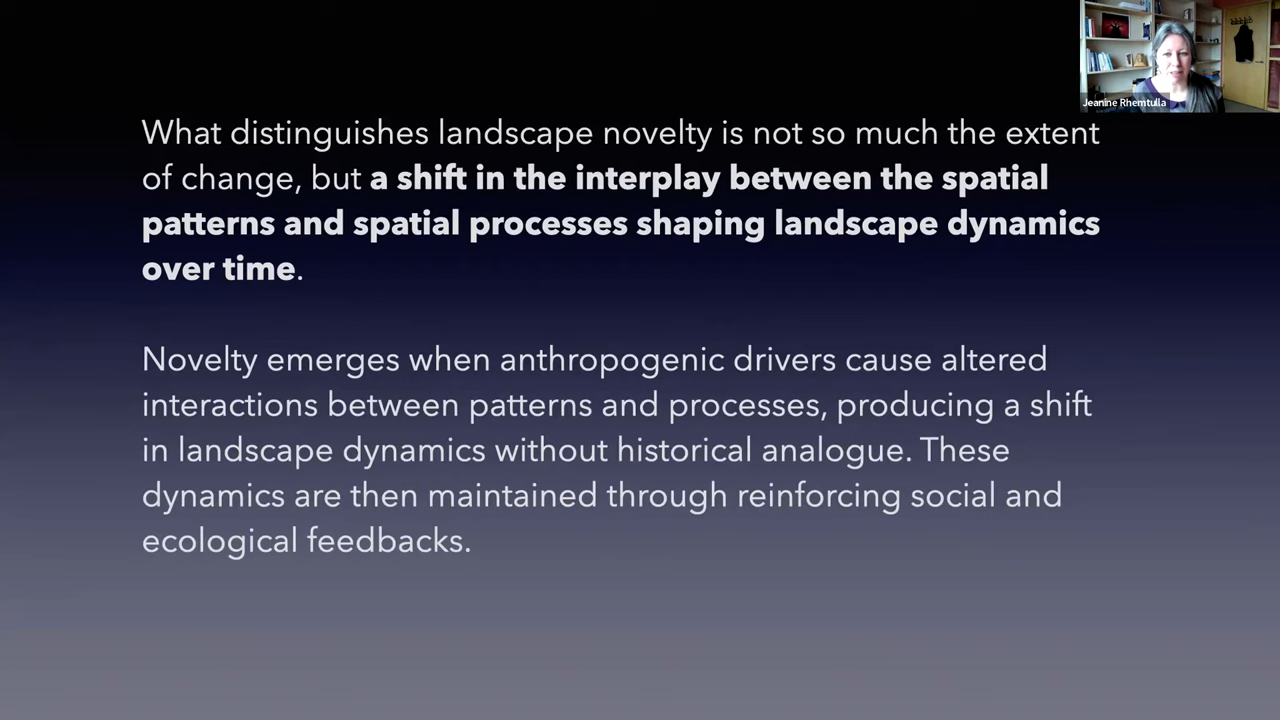 Jeanine Rhemtulla
What distinguishes landscape novelty is not so much the extent
of change, but a shift in the interplay between the spatial
patterns and spatial processes shaping landscape dynamics
over time.
Novelty emerges when anthropogenic drivers cause altered
interactions between patterns and processes, producing a shift
in landscape dynamics without historical analogue. These
dynamics are then maintained through reinforcing social and
ecological feedbacks.